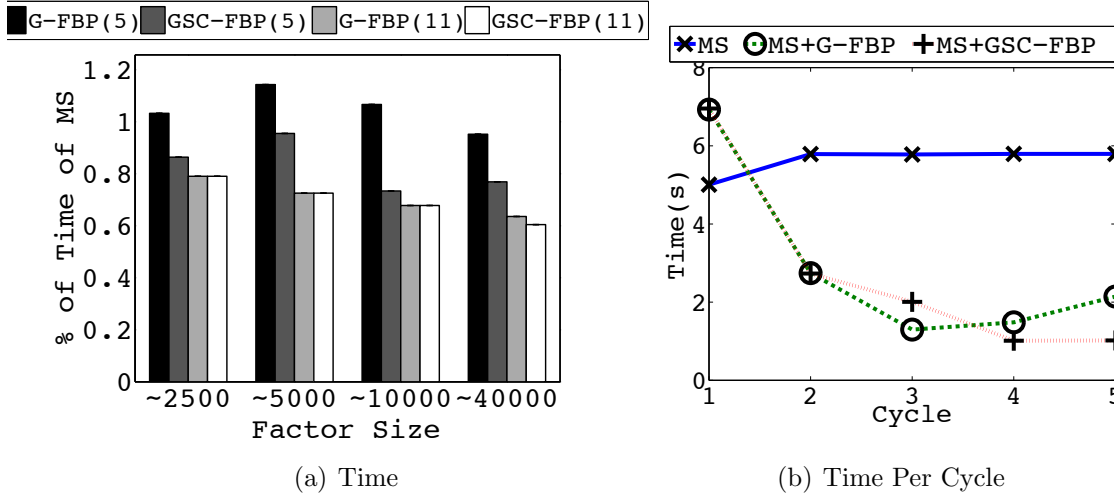 G-FBP(5) GSC-FBP(5) G-FBP(11) GSC-FBP(11)
1.2
1
0.8
0.6
0.4
0.2
0
% of Time of MS
~2500 ~5000 ~10000 ~40000
Factor Size
(a) Time
MS MS+G-FBP MS+GSC-FBP
8
6
4
2
0
Time(s)
1 2 3 4 5
Cycle
(b) Time Per Cycle